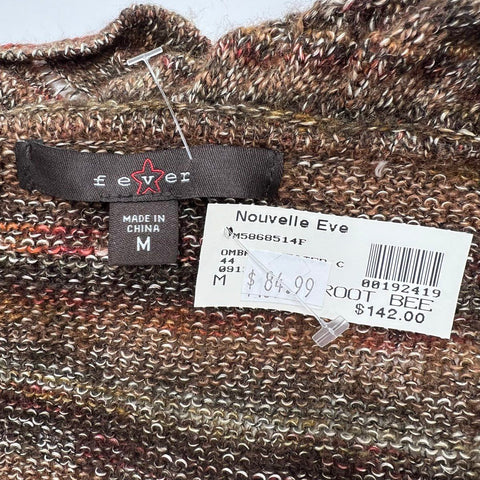 fever
MADE IN
CHINA
M
Nouvelle Eve
M5868514F
44
M
$84.99
00192419
ROOT BEE
$142.00